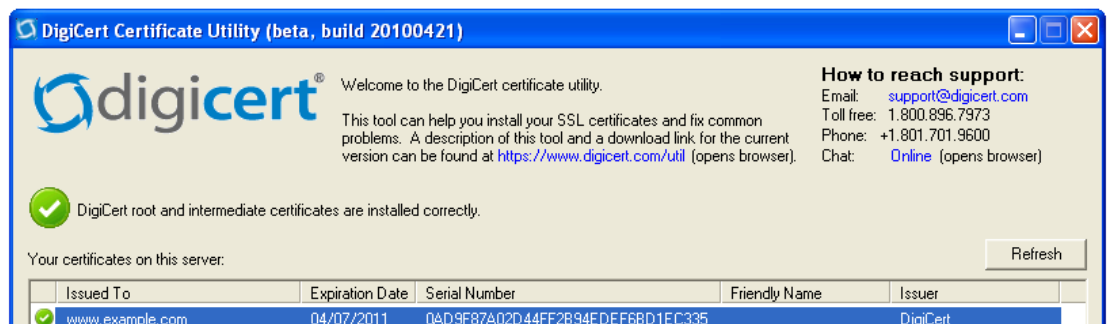 DigiCert Certificate Utility (beta, build 20100421)
digicert®
Welcome to the DigiCert certificate utility.
This tool can help you install your SSL certificates and fix common
problems. A description of this tool and a download link for the current
version can be found at https://www.digicert.com/util (opens browser).
How to reach support:
Email: support@digicert.com
Toll free: 1.800.896.7973
Phone: +1.801.701.9600
Chat: Online (opens browser)
DigiCert root and intermediate certificates are installed correctly.
Your certificates on this server:
Refresh
Issued To Expiration Date Serial Number Friendly Name Issuer
www.example.com 04/07/2011 0AD9F87A02D44FF2B94EDEF6BD1EC335 DigiCert